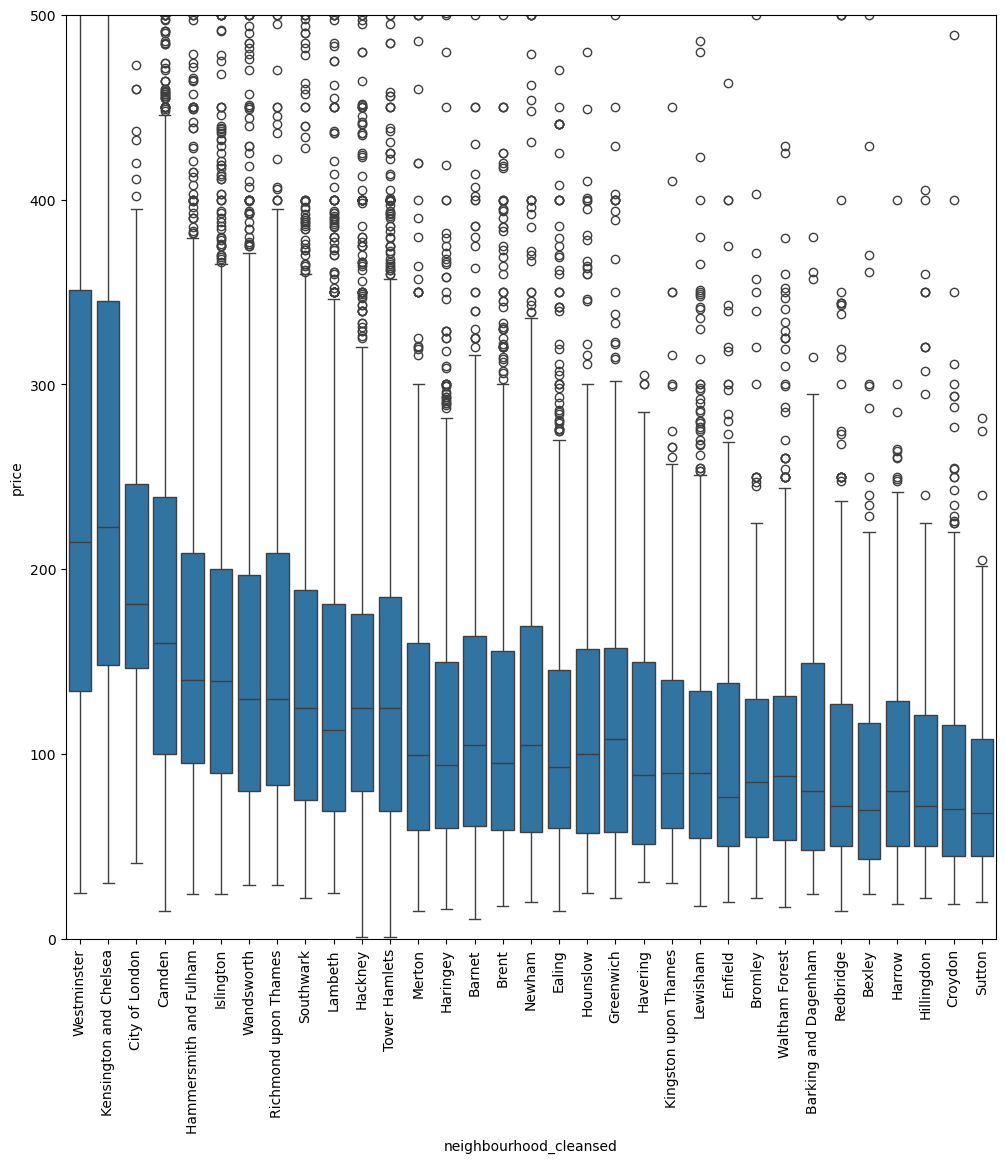 500
400
300
200
100
0
price
Westminster
Kensington and Chelsea
City of London
Camden
Hammersmith and Fulham
Islington
Wandsworth
Richmond upon Thames
Southwark
Lambeth
Hackney
Tower Hamlets
Merton
Haringey
Barnet
Brent
Newham
Ealing
Hounslow
Greenwich
Havering
Kingston upon Thames
Lewisham
Enfield
Bromley
Waltham Forest
Barking and Dagenham
Redbridge
Bexley
Harrow
Hillingdon
Croydon
Sutton
neighbourhood_cleansed